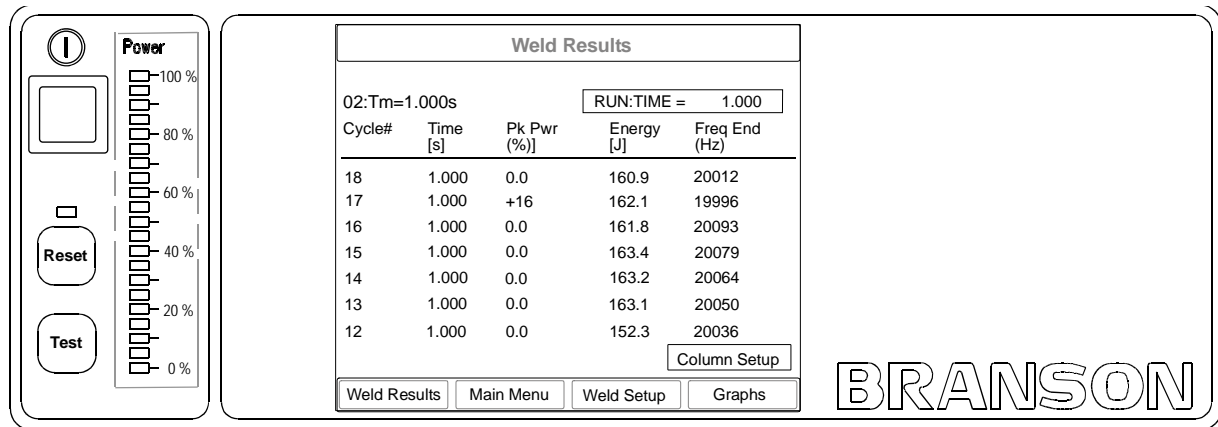 Power
100 %
80 %
60 %
40 %
20 %
0 %
Reset
Test
Weld Results
02:Tm=1.000s RUN:TIME = 1.000
Cycle# Time Pk Pwr Energy Freq End
[s] (%)] [J] (Hz)
18 1.000 0.0 160.9 20012
17 1.000 +16 162.1 19996
16 1.000 0.0 161.8 20093
15 1.000 0.0 163.4 20079
14 1.000 0.0 163.2 20064
13 1.000 0.0 163.1 20050
12 1.000 0.0 152.3 20036
Column Setup
Weld Results Main Menu Weld Setup Graphs
BRANSON